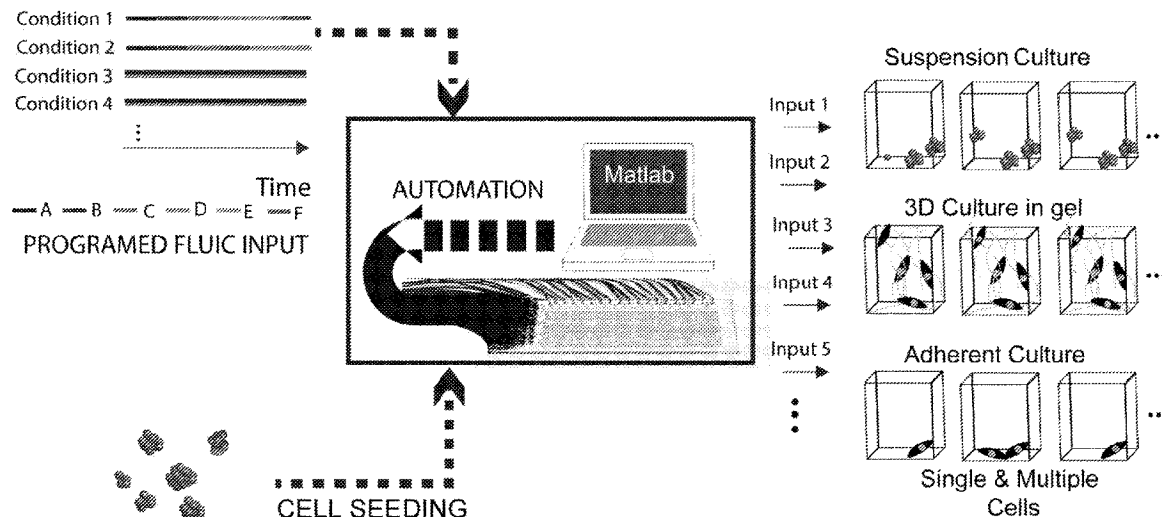 Condition 1
Condition 2
Condition 3
Condition 4
Time
A B C D E F
PROGRAMED FLUIC INPUT
AUTOMATION
Matlab
CELL SEEDING
Input 1
Input 2
Input 3
Input 4
Input 5
Suspension Culture
3D Culture in gel
Adherent Culture
Single & Multiple
Cells